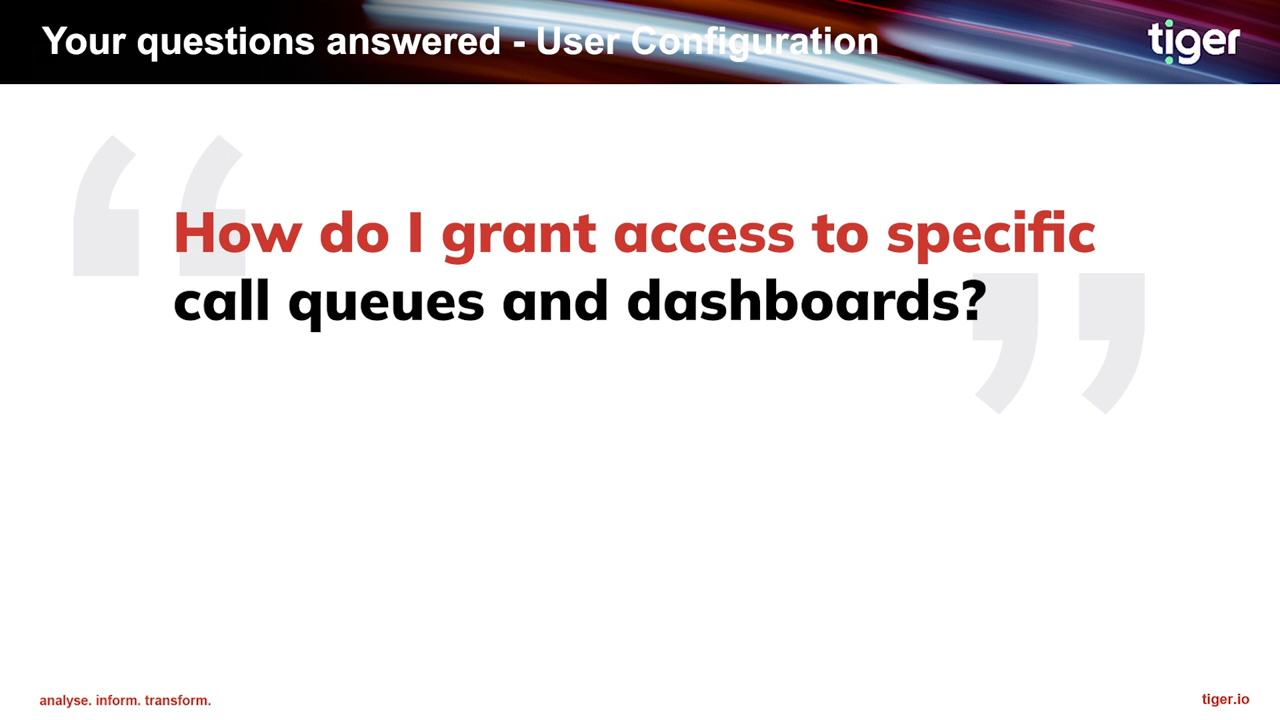 Your questions answered - User Configuration
tiger
How do I grant access to specific
call queues and dashboards?
analyse. inform. transform.
tiger.io